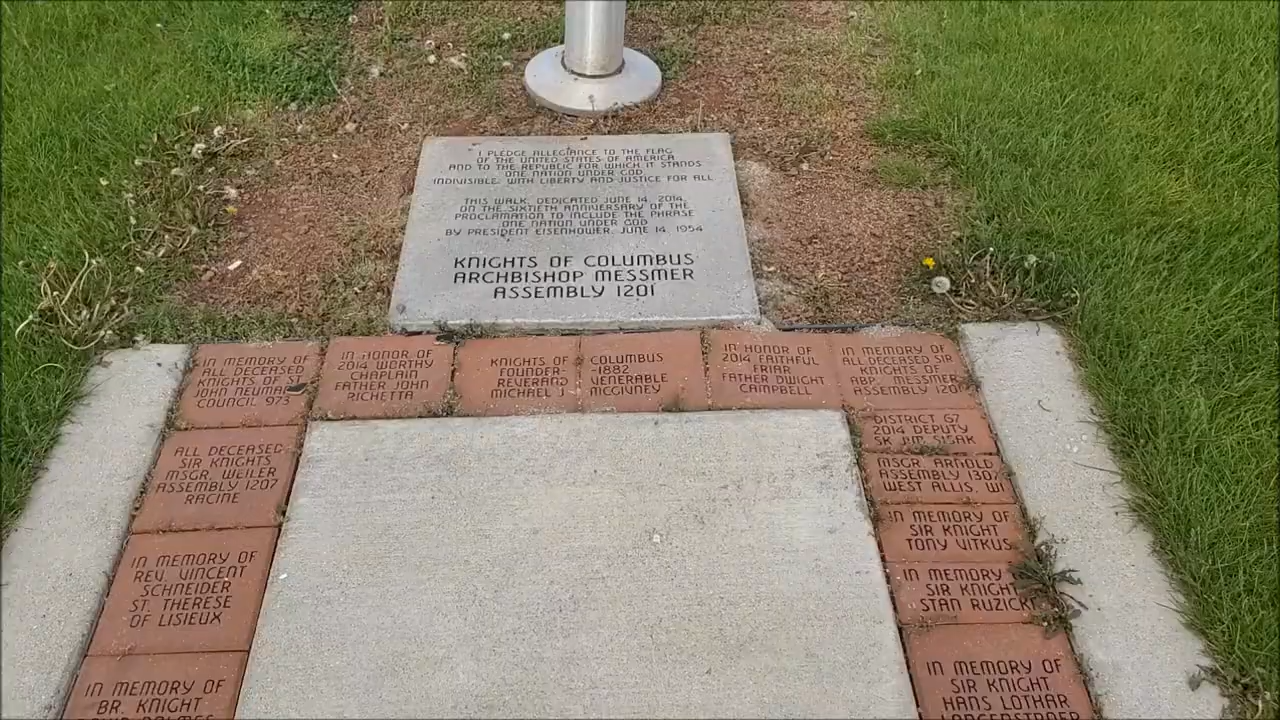 I PLEDGE ALLEGIANCE TO THE FLAG
OF THE UNITED STATES OF AMERICA
AND TO THE REPUBLIC FOR WHICH IT STANDS
ONE NATION UNDER GOD
INDIVISIBLE, WITH LIBERTY AND JUSTICE FOR ALL
THIS WALK, DEDICATED JUNE 14, 2014,
ON THE SIXTIETH ANNIVERSARY OF THE
PROCLAMATION TO INCLUDE THE PHRASE
ONE NATION UNDER GOD
BY PRESIDENT EISENHOWER, JUNE 14, 1954
KNIGHTS OF COLUMBUS
ARCHBISHOP MESSMER
ASSEMBLY 1201
IN MEMORY OF
ALL DECEASED
KNIGHTS OF ST
JOHN NEUMANN
COUNCIL 973
IN HONOR OF
2014 WORTHY
CHAPLAIN
FATHER JOHN
RICHETTA
KNIGHTS OF
FOUNDER-
REVEREND
MICHAEL J
COLUMBUS
-1882
VENERABLE
MCGIVNEY
IN HONOR OF
2014 FAITHFUL
FRIAR
FATHER DWIGHT
CAMPBELL
IN MEMORY OF
ALL DECEASED SIR
KNIGHTS OF
ABP. MESSMER
ASSEMBLY 1201
DISTRICT 67
2014 DEPUTY
SK JIM SISAK
ALL DECEASED
SIR KNIGHTS
MSGR. WEILER
ASSEMBLY 1207
RACINE
MSGR ARNOLD
ASSEMBLY 1307
WEST ALLIS, WI
IN MEMORY OF
SIR KNIGHT
TONY VITKUS
IN MEMORY OF
REV. VINCENT
SCHNEIDER
ST. THERESE
OF LISIEUX
IN MEMORY
SIR KNIGHT
STAN RUZICKI
IN MEMORY OF
BR. KNIGHT
IN MEMORY OF
SIR KNIGHT
HANS LOTHAR